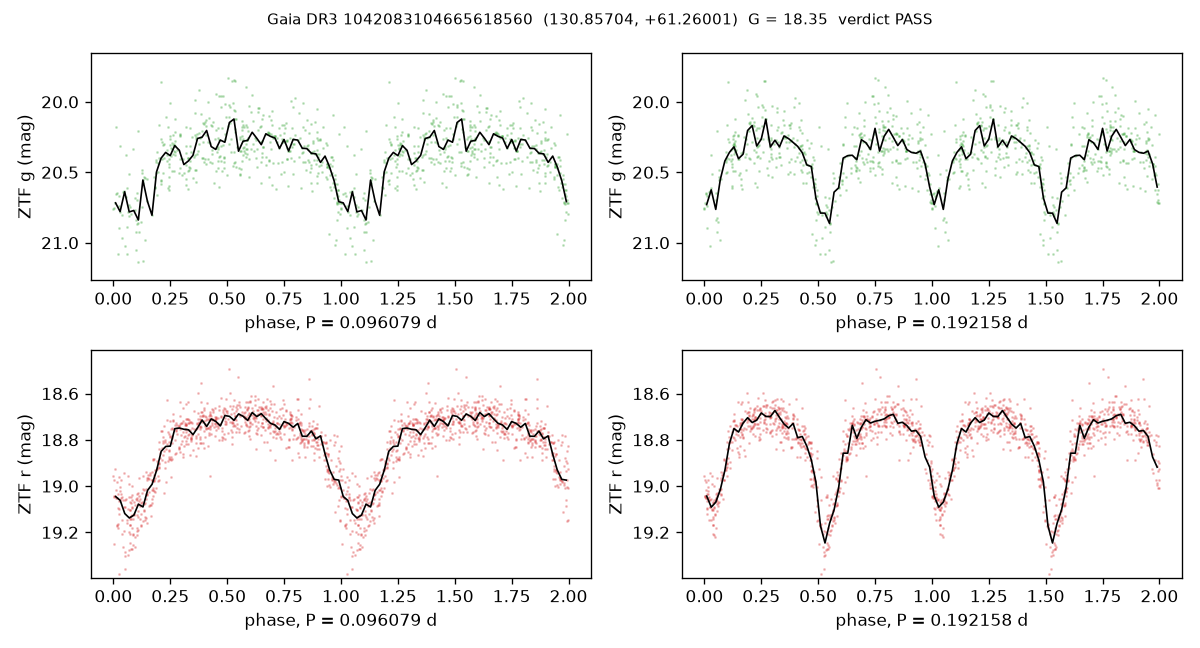 Gaia DR3 1042083104665618560 (130.85704, +61.26001) G = 18.35 verdict PASS
ZTF g (mag)
20.0
20.5
21.0
0.00 0.25 0.50 0.75 1.00 1.25 1.50 1.75 2.00
phase, P = 0.096079 d
ZTF g (mag)
20.0
20.5
21.0
0.00 0.25 0.50 0.75 1.00 1.25 1.50 1.75 2.00
phase, P = 0.192158 d
ZTF r (mag)
18.6
18.8
19.0
19.2
0.00 0.25 0.50 0.75 1.00 1.25 1.50 1.75 2.00
phase, P = 0.096079 d
ZTF r (mag)
18.6
18.8
19.0
19.2
0.00 0.25 0.50 0.75 1.00 1.25 1.50 1.75 2.00
phase, P = 0.192158 d